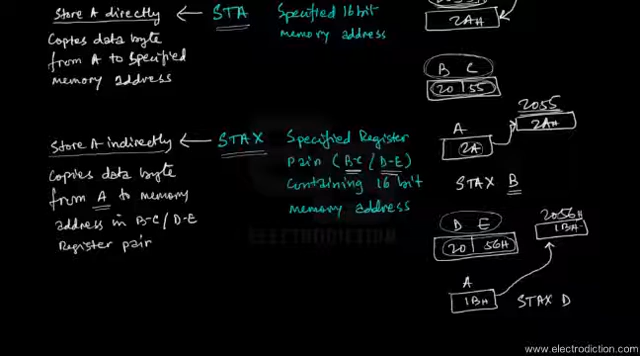 Store A directly ← STA Specified 16 bit
memory address
Copies data byte
from A to Specified
memory address
2AH
B C
20 55
2055
2AH
A
2A
STAX B
Store A indirectly ← STAX Specified Register
pair (B-C / D-E)
containing 16 bit
memory address
Copies data byte
from A to memory
address in B-C / D-E
Register pair
D E
20 56H
2056H
1BH
A
1BH
STAX D
ELECTRODICTION
www.electrodiction.com